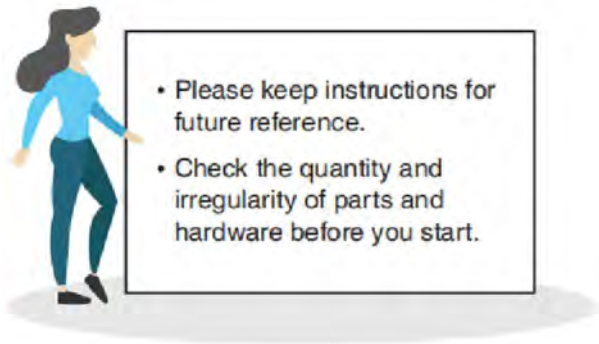 • Please keep instructions for
future reference.
• Check the quantity and
irregularity of parts and
hardware before you start.